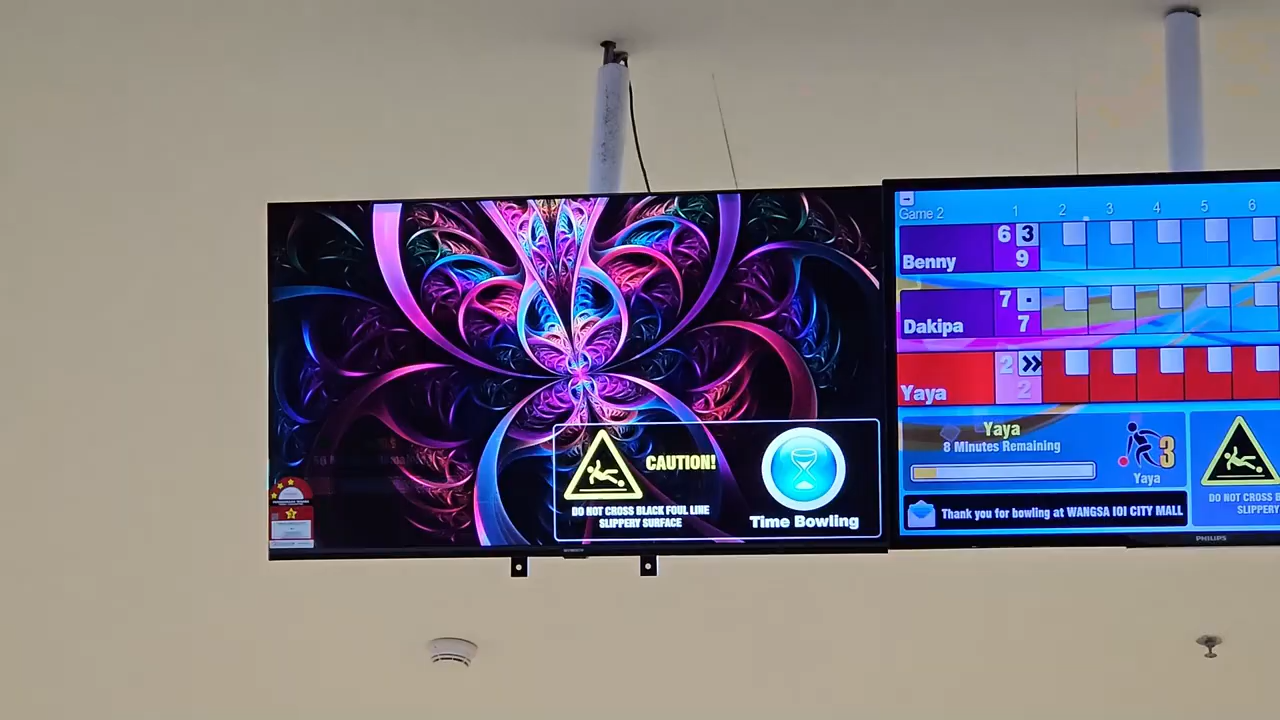 CAUTION!
DO NOT CROSS BLACK FOUL LINE
SLIPPERY SURFACE
Time Bowling
Game 2
1 2 3 4 5 6
6 3
Benny 9
7 -
Dakipa 7
2
Yaya 2
Yaya
8 Minutes Remaining
3
Yaya
Thank you for bowling at WANGSA IOI CITY MALL
DO NOT CROSS B
SLIPPERY
PHILIPS